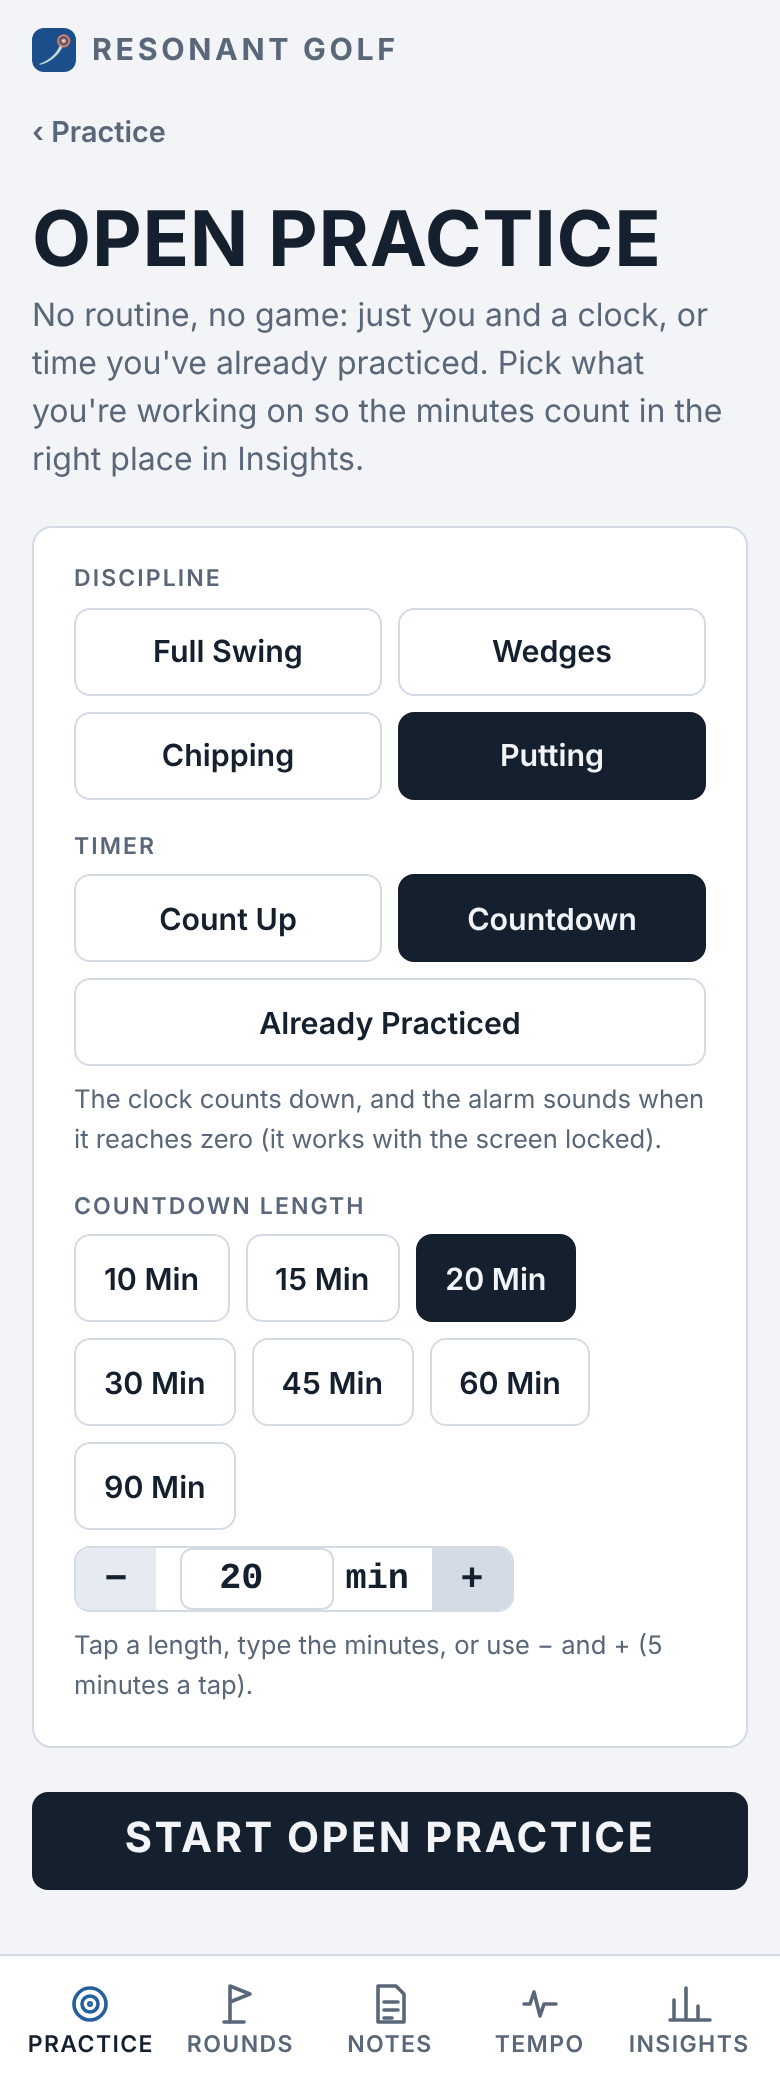 RESONANT GOLF
‹ Practice
OPEN PRACTICE
No routine, no game: just you and a clock, or
time you've already practiced. Pick what
you're working on so the minutes count in the
right place in Insights.
DISCIPLINE
Full Swing
Wedges
Chipping
Putting
TIMER
Count Up
Countdown
Already Practiced
The clock counts down, and the alarm sounds when
it reaches zero (it works with the screen locked).
COUNTDOWN LENGTH
10 Min
15 Min
20 Min
30 Min
45 Min
60 Min
90 Min
− 20 min +
Tap a length, type the minutes, or use − and + (5
minutes a tap).
START OPEN PRACTICE
PRACTICE
ROUNDS
NOTES
TEMPO
INSIGHTS